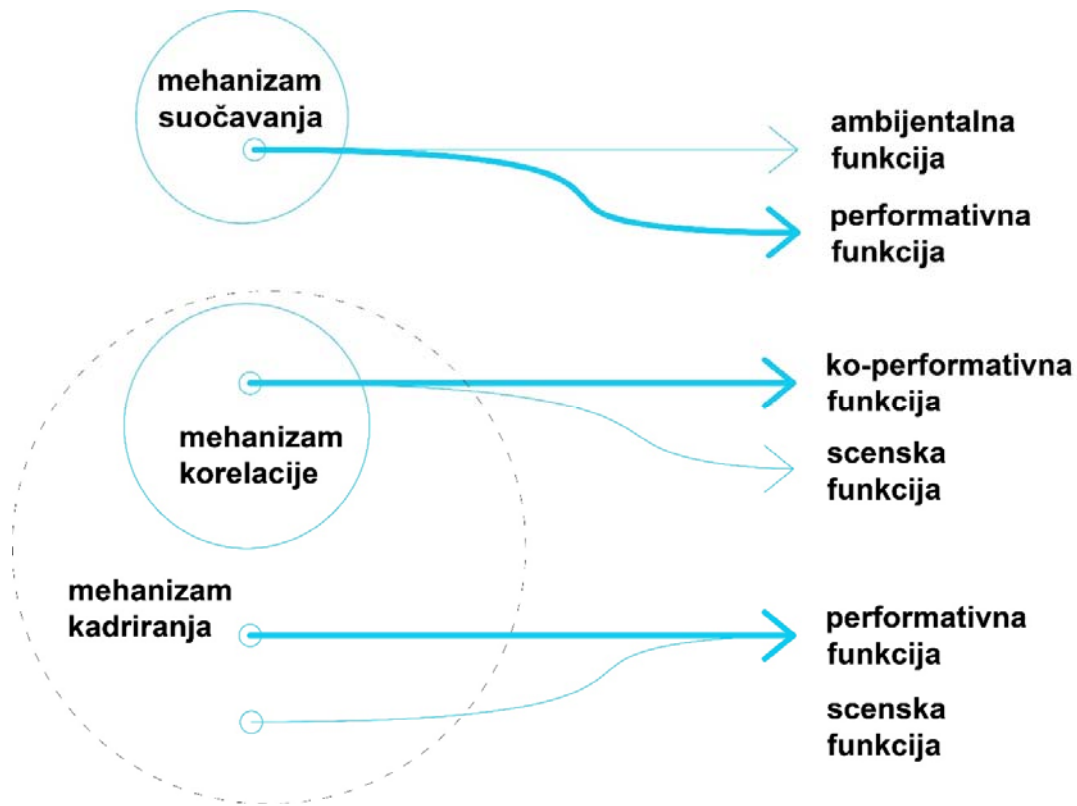 mehanizam
suočavanja
ambijentalna
funkcija
performativna
funkcija
mehanizam
korelacije
ko-performativna
funkcija
scenska
funkcija
mehanizam
kadriranja
performativna
funkcija
scenska
funkcija